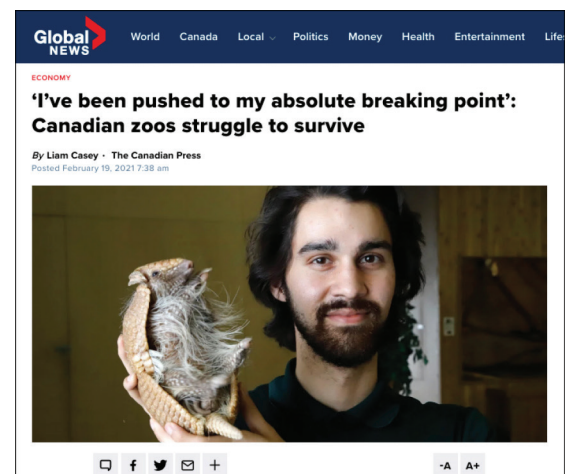 Global NEWS
World Canada Local Politics Money Health Entertainment
ECONOMY
‘I’ve been pushed to my absolute breaking point’:
Canadian zoos struggle to survive
By Liam Casey · The Canadian Press
Posted February 19, 2021 7:38 am
-A A+